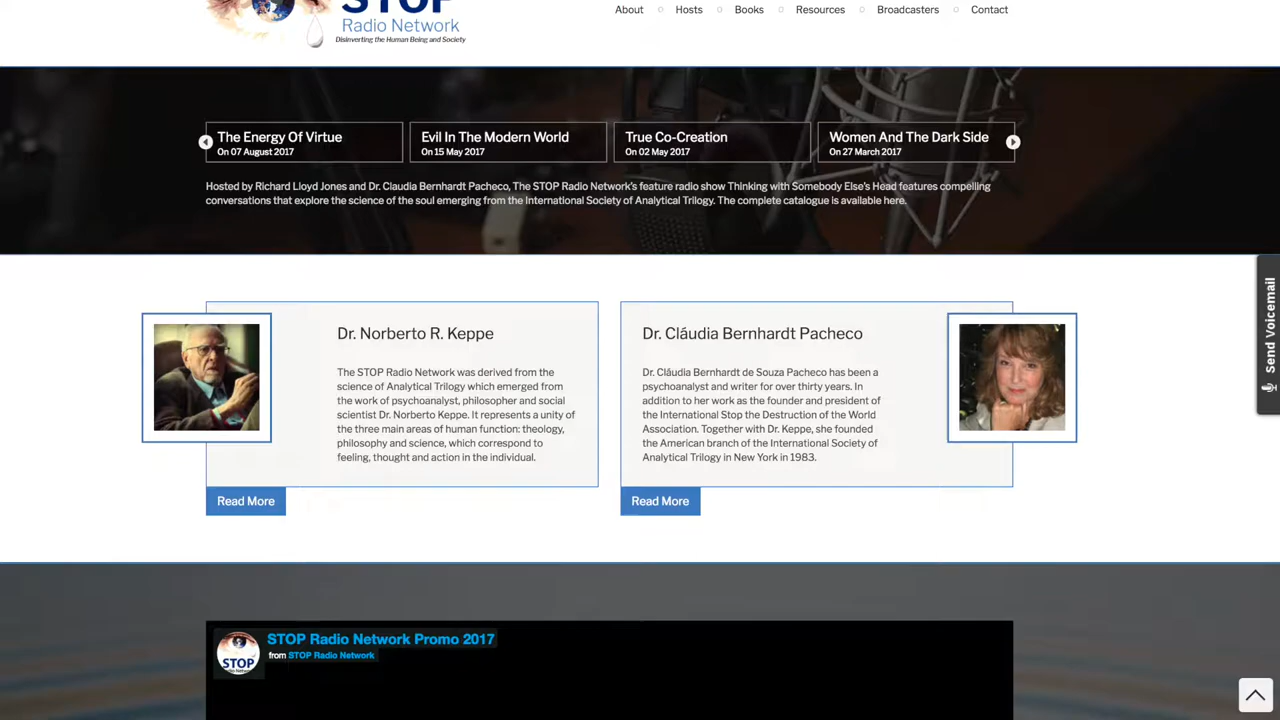 STOP
Radio Network
Disinverting the Human Being and Society
About
Hosts
Books
Resources
Broadcasters
Contact
The Energy Of Virtue
On 07 August 2017
Evil In The Modern World
On 15 May 2017
True Co-Creation
On 02 May 2017
Women And The Dark Side
On 27 March 2017
Hosted by Richard Lloyd Jones and Dr. Claudia Bernhardt Pacheco, The STOP Radio Network's feature radio show Thinking with Somebody Else's Head features compelling
conversations that explore the science of the soul emerging from the International Society of Analytical Trilogy. The complete catalogue is available here.
Send Voicemail
Dr. Norberto R. Keppe
The STOP Radio Network was derived from the
science of Analytical Trilogy which emerged from
the work of psychoanalyst, philosopher and social
scientist Dr. Norberto Keppe. It represents a unity of
the three main areas of human function: theology,
philosophy and science, which correspond to
feeling, thought and action in the individual.
Read More
Dr. Cláudia Bernhardt Pacheco
Dr. Cláudia Bernhardt de Souza Pacheco has been a
psychoanalyst and writer for over thirty years. In
addition to her work as the founder and president of
the International Stop the Destruction of the World
Association. Together with Dr. Keppe, she founded
the American branch of the International Society of
Analytical Trilogy in New York in 1983.
Read More
STOP Radio Network Promo 2017
from STOP Radio Network
STOP
Radio Network